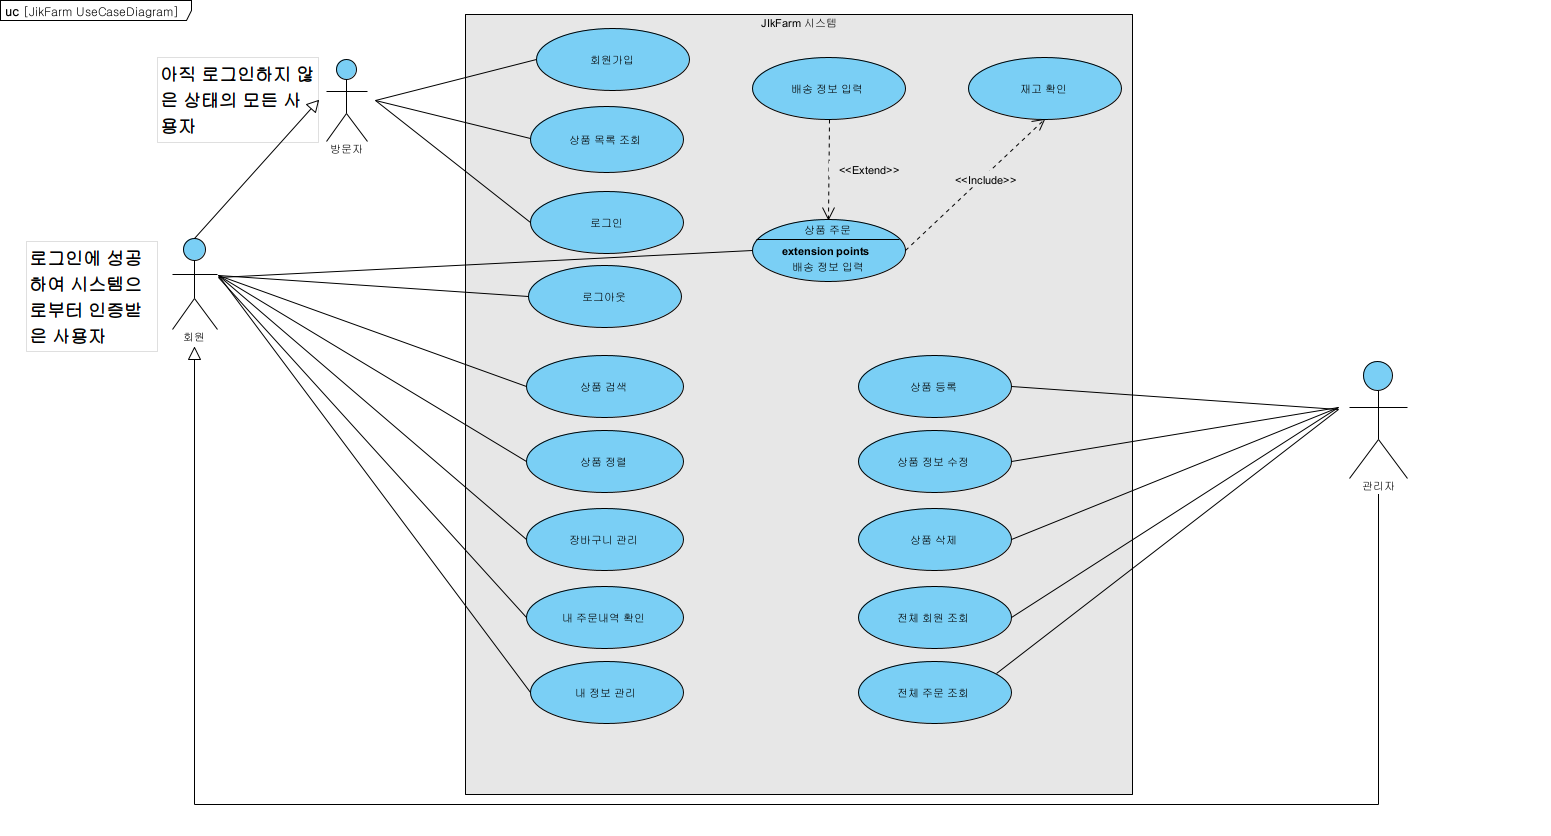 uc [JikFarm UseCaseDiagram]
JIkFarm 시스템
아직 로그인하지 않
은 상태의 모든 사
용자
방문자
회원가입
배송 정보 입력
재고 확인
상품 목록 조회
<<Extend>>
<<Include>>
로그인
상품 주문
extension points
배송 정보 입력
로그인에 성공
하여 시스템으
로부터 인증받
은 사용자
회원
로그아웃
상품 검색
상품 등록
상품 정렬
상품 정보 수정
관리자
장바구니 관리
상품 삭제
내 주문내역 확인
전체 회원 조회
내 정보 관리
전체 주문 조회